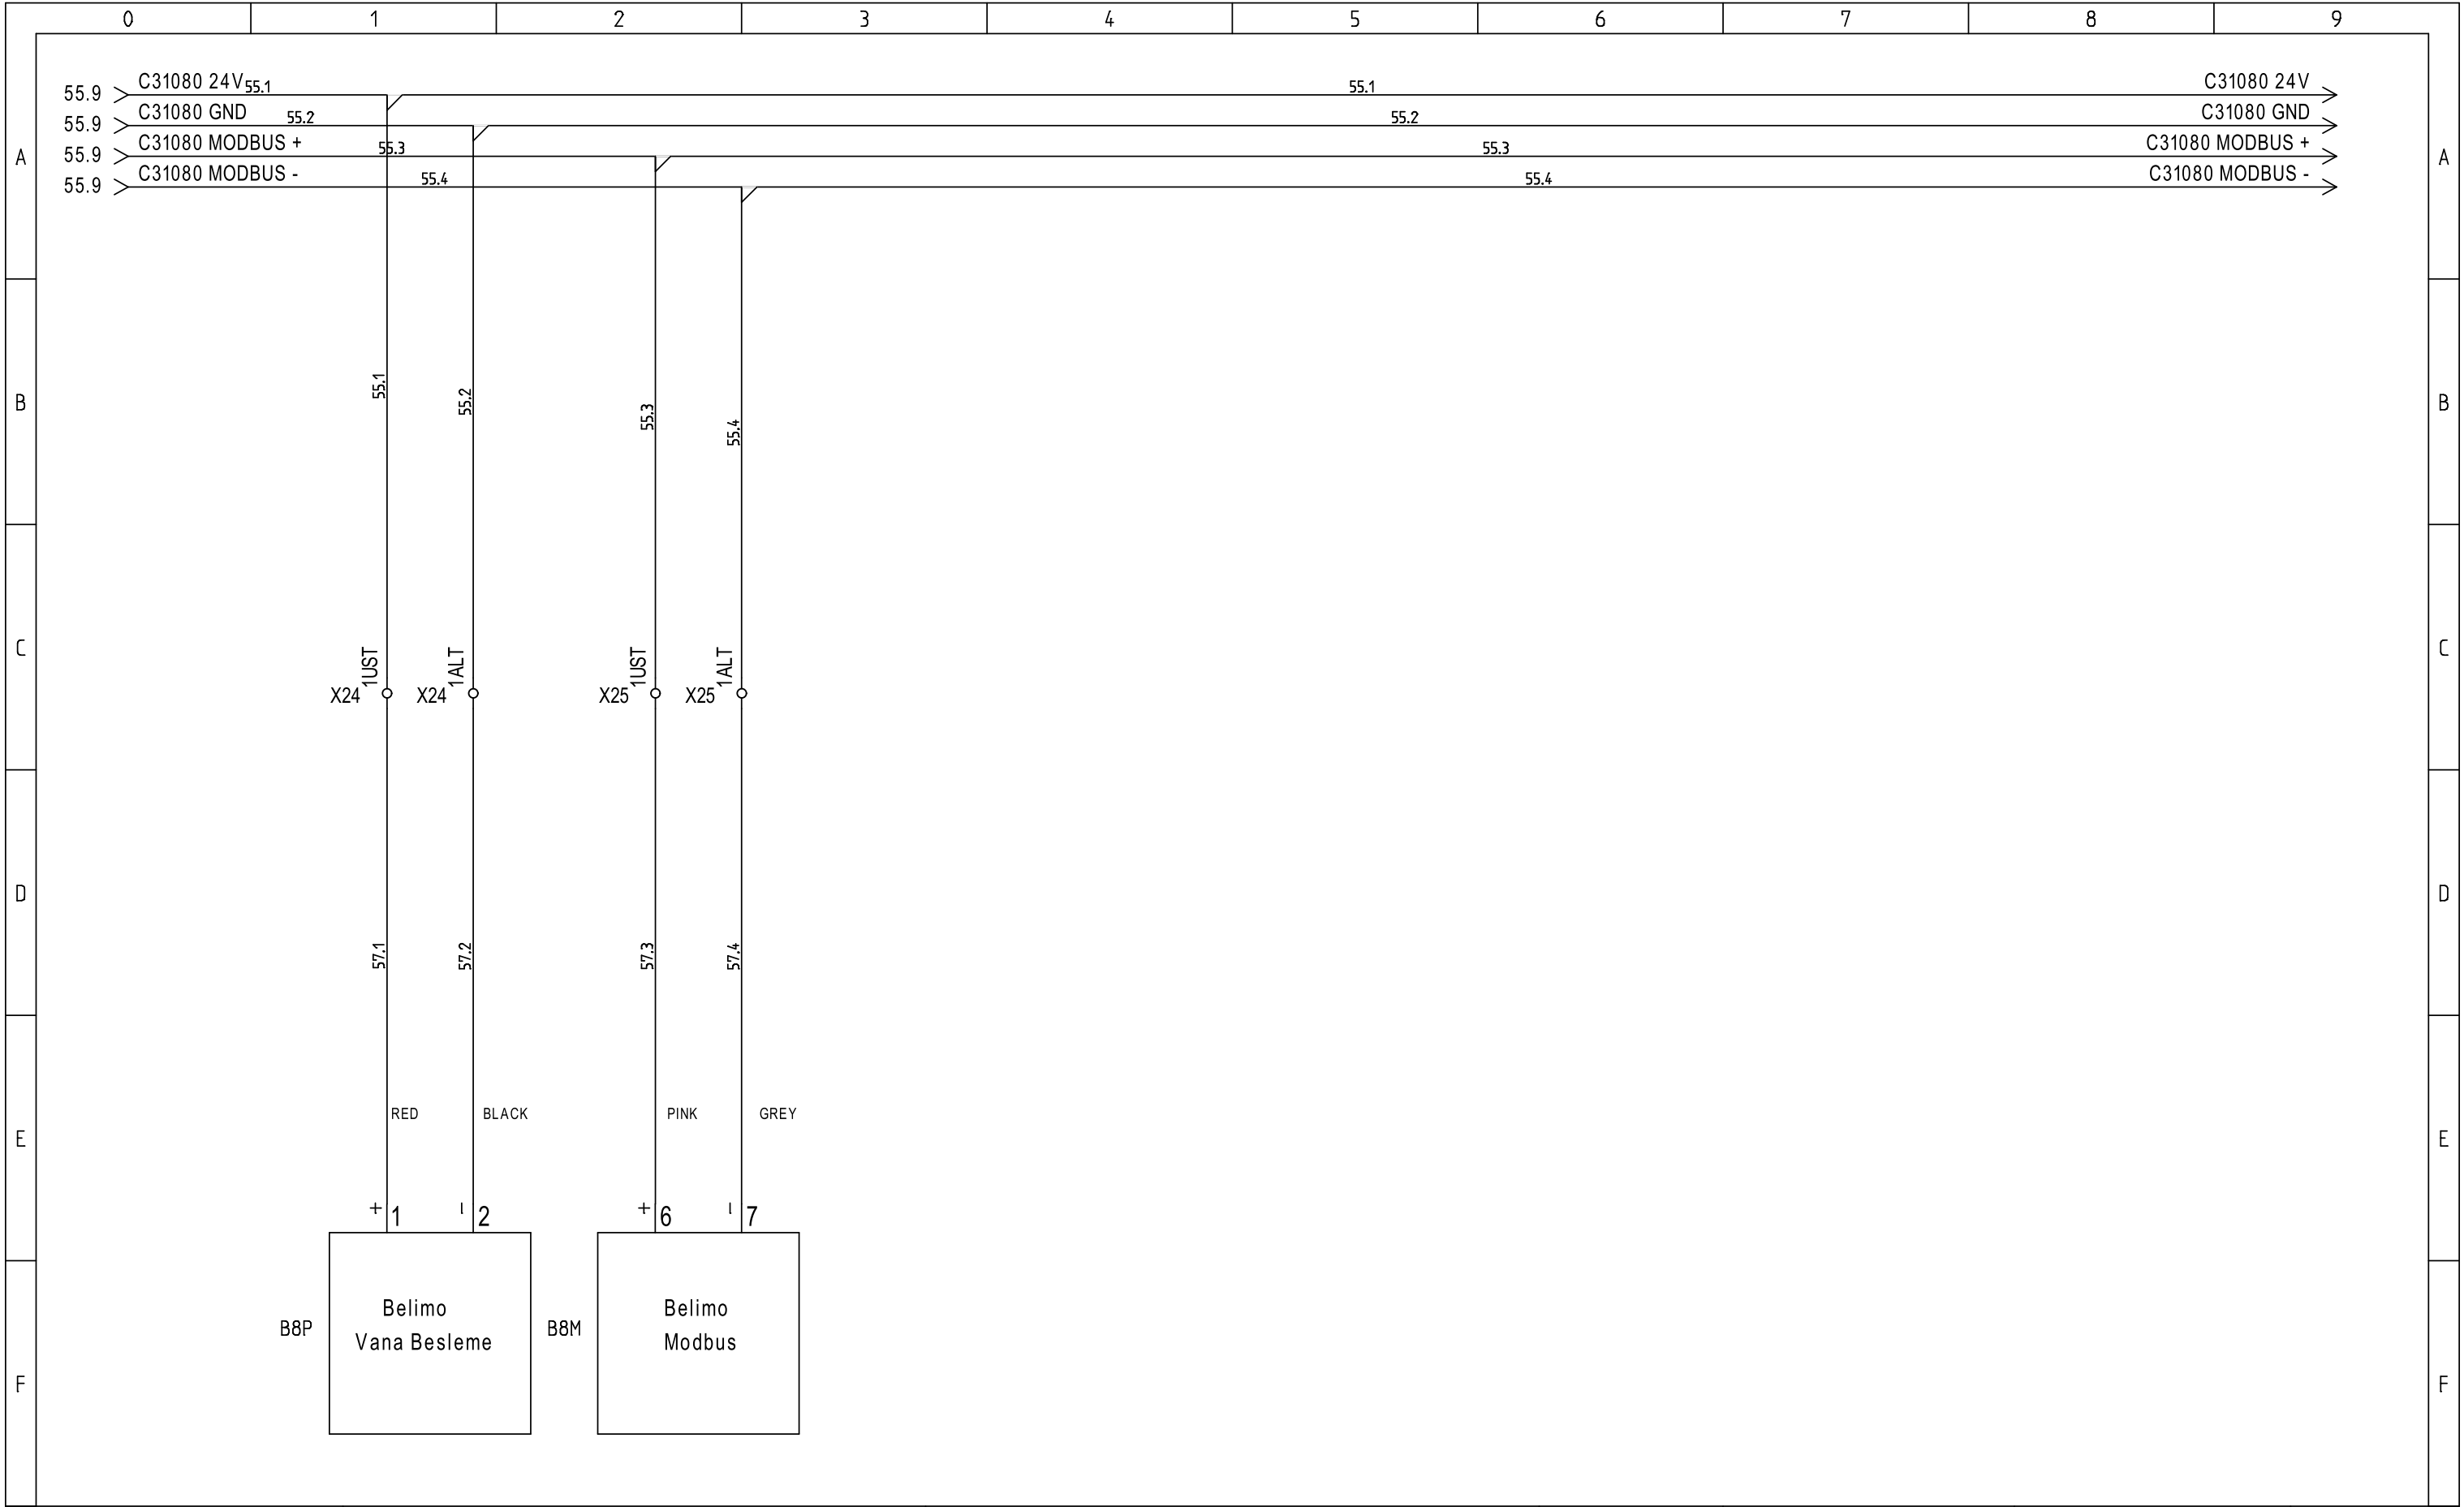 0 1 2 3 4 5 6 7 8 9
55.9 C31080 24V 55.1 55.1 C31080 24V
55.9 C31080 GND 55.2 55.2 C31080 GND
55.9 C31080 MODBUS + 55.3 55.3 C31080 MODBUS +
55.9 C31080 MODBUS - 55.4 55.4 C31080 MODBUS -
A A
55.1 55.2 55.3 55.4
B B
1UST 1ALT 1UST 1ALT
C C
X24 X24 X25 X25
D D
57.1 57.2 57.3 57.4
RED BLACK PINK GREY
E E
+ 1 - 2 + 6 - 7
Belimo Belimo
B8P Vana Besleme B8M Modbus
F F